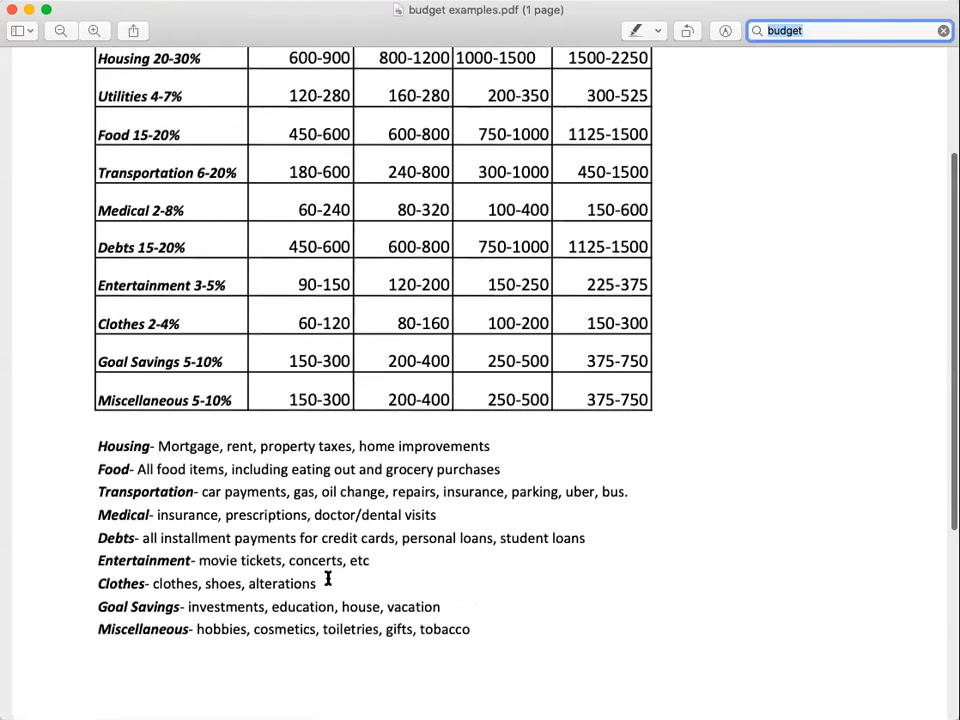 budget examples.pdf (1 page)
budget
Housing 20-30% 600-900 800-1200 1000-1500 1500-2250
Utilities 4-7% 120-280 160-280 200-350 300-525
Food 15-20% 450-600 600-800 750-1000 1125-1500
Transportation 6-20% 180-600 240-800 300-1000 450-1500
Medical 2-8% 60-240 80-320 100-400 150-600
Debts 15-20% 450-600 600-800 750-1000 1125-1500
Entertainment 3-5% 90-150 120-200 150-250 225-375
Clothes 2-4% 60-120 80-160 100-200 150-300
Goal Savings 5-10% 150-300 200-400 250-500 375-750
Miscellaneous 5-10% 150-300 200-400 250-500 375-750
Housing- Mortgage, rent, property taxes, home improvements
Food- All food items, including eating out and grocery purchases
Transportation- car payments, gas, oil change, repairs, insurance, parking, uber, bus.
Medical- insurance, prescriptions, doctor/dental visits
Debts- all installment payments for credit cards, personal loans, student loans
Entertainment- movie tickets, concerts, etc
Clothes- clothes, shoes, alterations
Goal Savings- investments, education, house, vacation
Miscellaneous- hobbies, cosmetics, toiletries, gifts, tobacco